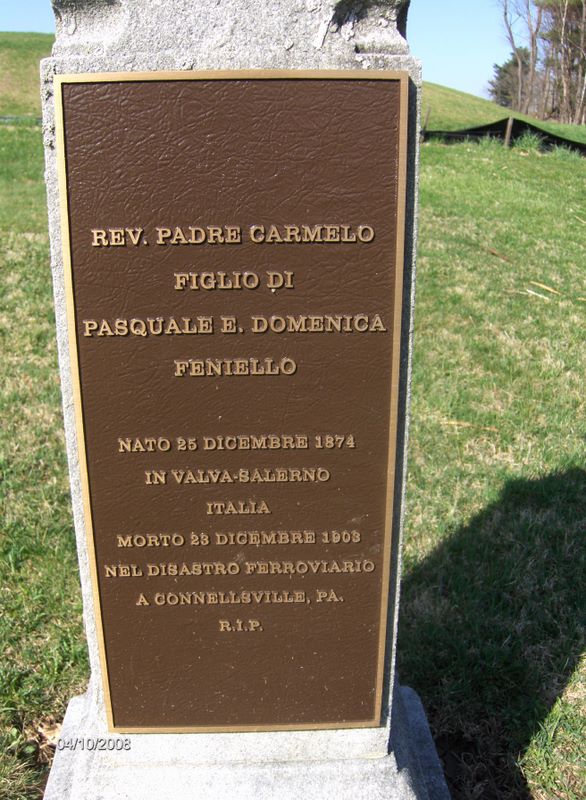 REV. PADRE CARMELO
FIGLIO DI
PASQUALE E. DOMENICA
FENIELLO
NATO 25 DICEMBRE 1874
IN VALVA-SALERNO
ITALIA
MORTO 23 DICEMBRE 1903
NEL DISASTRO FERROVIARIO
A CONNELLSVILLE, PA.
R.I.P.
04/10/2008